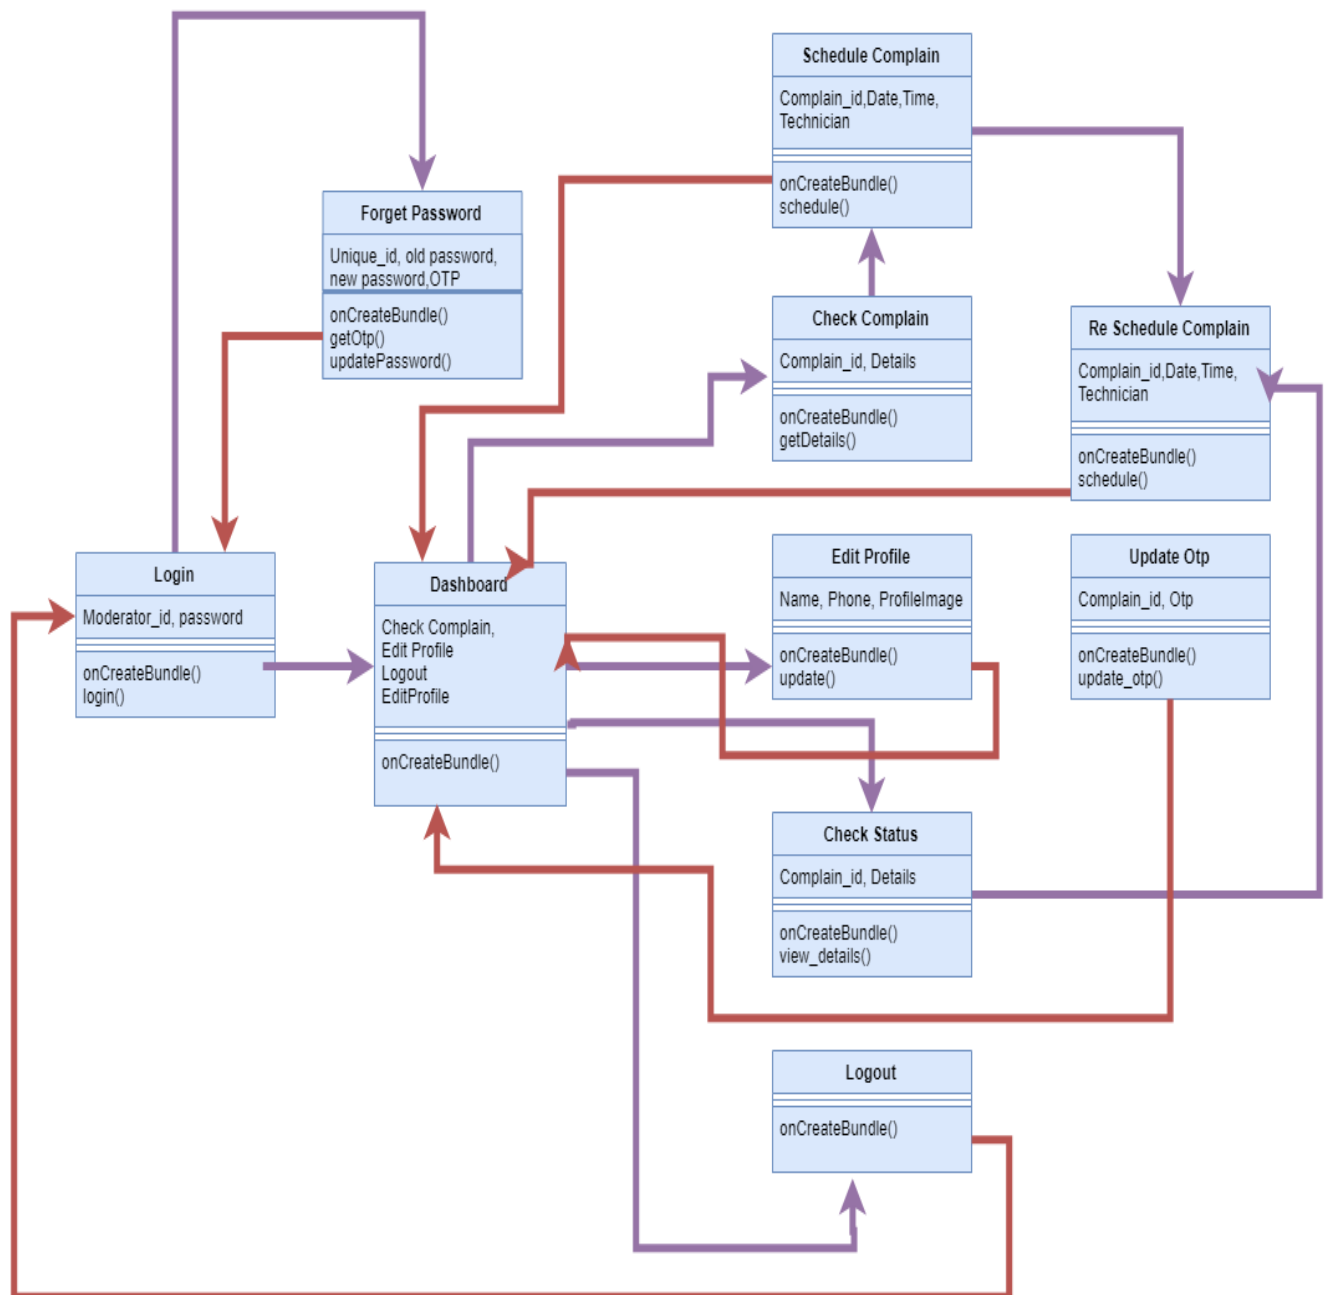 Schedule Complain
Complain_id,Date,Time,
Technician
onCreateBundle()
schedule()
Forget Password
Unique_id, old password,
new password,OTP
onCreateBundle()
getOtp()
updatePassword()
Check Complain
Complain_id, Details
onCreateBundle()
getDetails()
Re Schedule Complain
Complain_id,Date,Time,
Technician
onCreateBundle()
schedule()
Login
Moderator_id, password
onCreateBundle()
login()
Dashboard
Check Complain,
Edit Profile
Logout
EditProfile
onCreateBundle()
Edit Profile
Name, Phone, ProfileImage
onCreateBundle()
update()
Update Otp
Complain_id, Otp
onCreateBundle()
update_otp()
Check Status
Complain_id, Details
onCreateBundle()
view_details()
Logout
onCreateBundle()